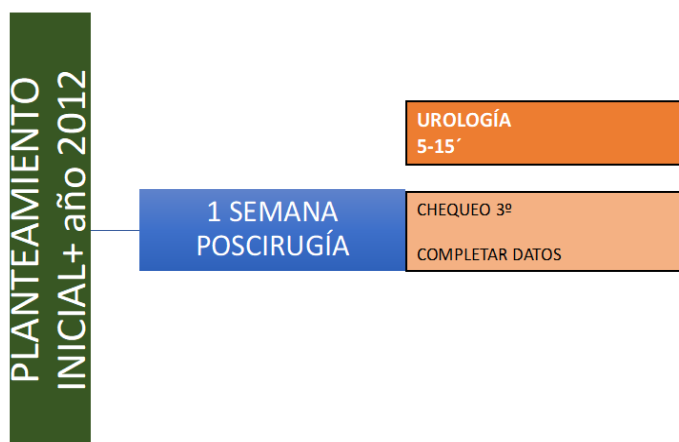 PLANTEAMIENTO
INICIAL+ año 2012
1 SEMANA
POSCIRUGÍA
UROLOGÍA
5-15´
CHEQUEO 3º
COMPLETAR DATOS